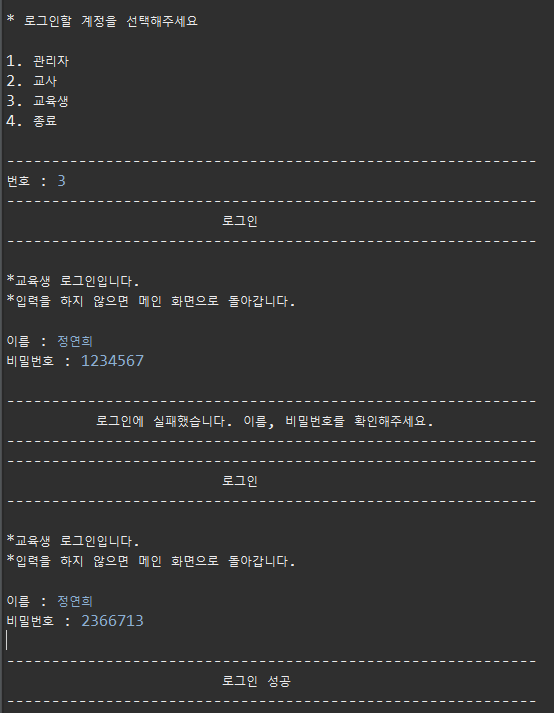 * 로그인할 계정을 선택해주세요
1. 관리자
2. 교사
3. 교육생
4. 종료
-----------------------------------------------------------
번호 : 3
-----------------------------------------------------------
로그인
-----------------------------------------------------------
*교육생 로그인입니다.
*입력을 하지 않으면 메인 화면으로 돌아갑니다.
이름 : 정연희
비밀번호 : 1234567
-----------------------------------------------------------
로그인에 실패했습니다. 이름, 비밀번호를 확인해주세요.
-----------------------------------------------------------
-----------------------------------------------------------
로그인
-----------------------------------------------------------
*교육생 로그인입니다.
*입력을 하지 않으면 메인 화면으로 돌아갑니다.
이름 : 정연희
비밀번호 : 2366713
-----------------------------------------------------------
로그인 성공
-----------------------------------------------------------